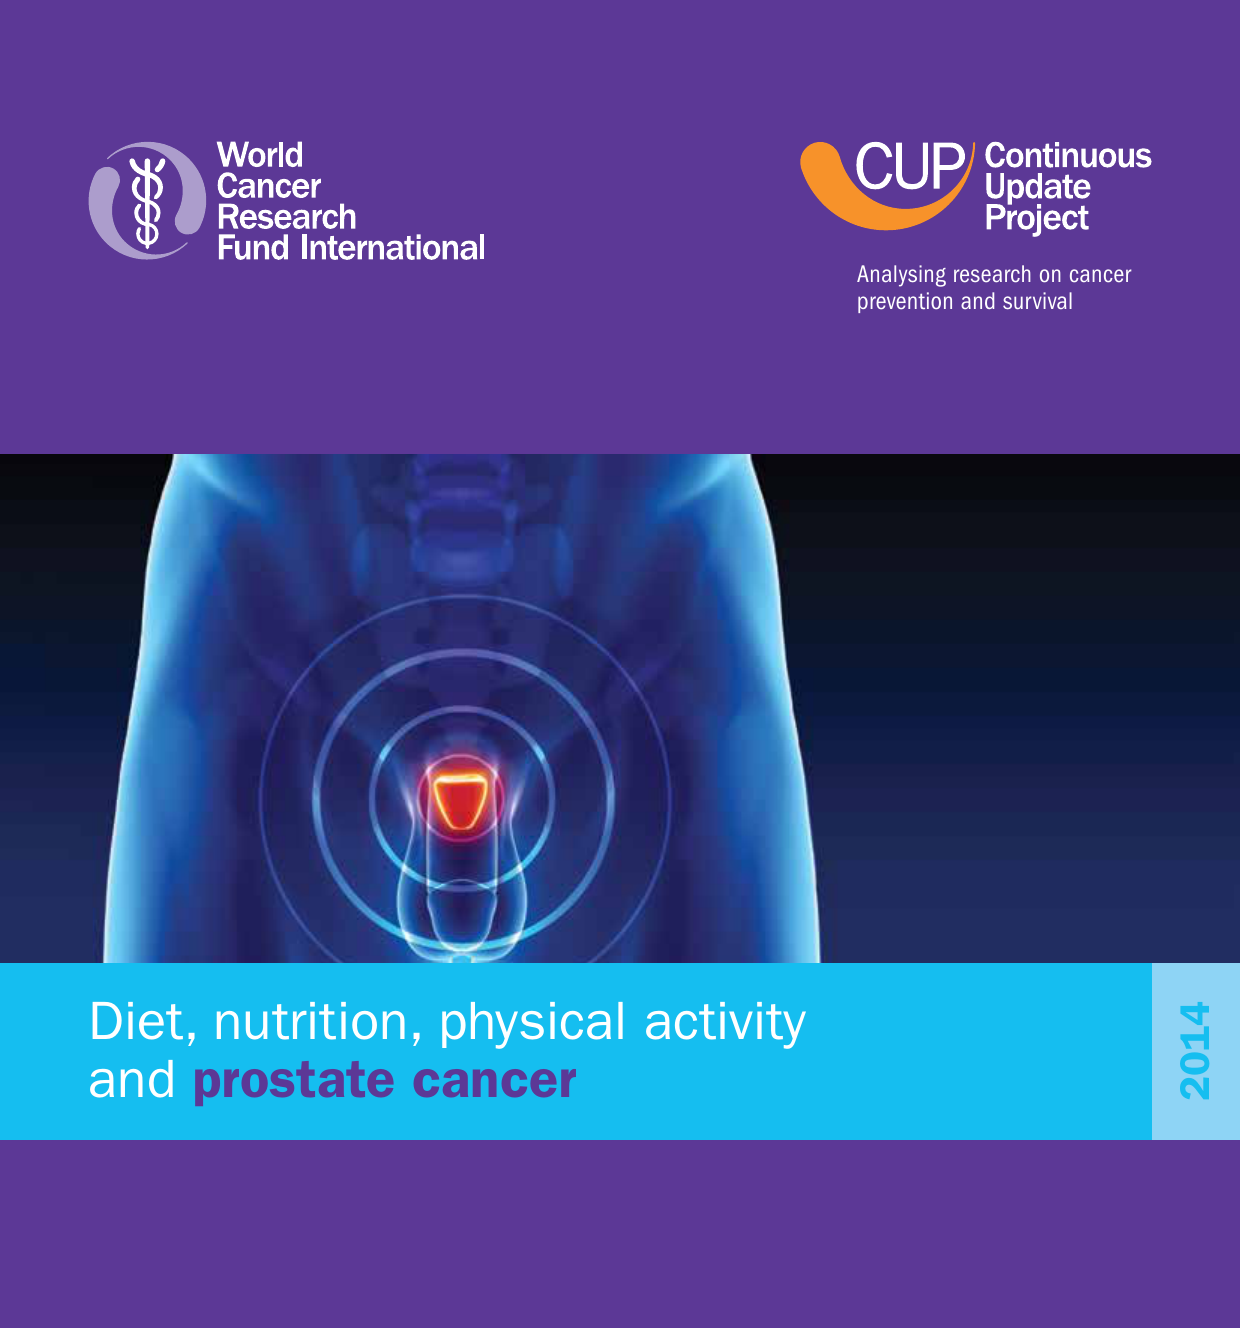 World
Cancer
Research
Fund International
CUP
Continuous
Update
Project
Analysing research on cancer
prevention and survival
Diet, nutrition, physical activity
and prostate cancer
2014